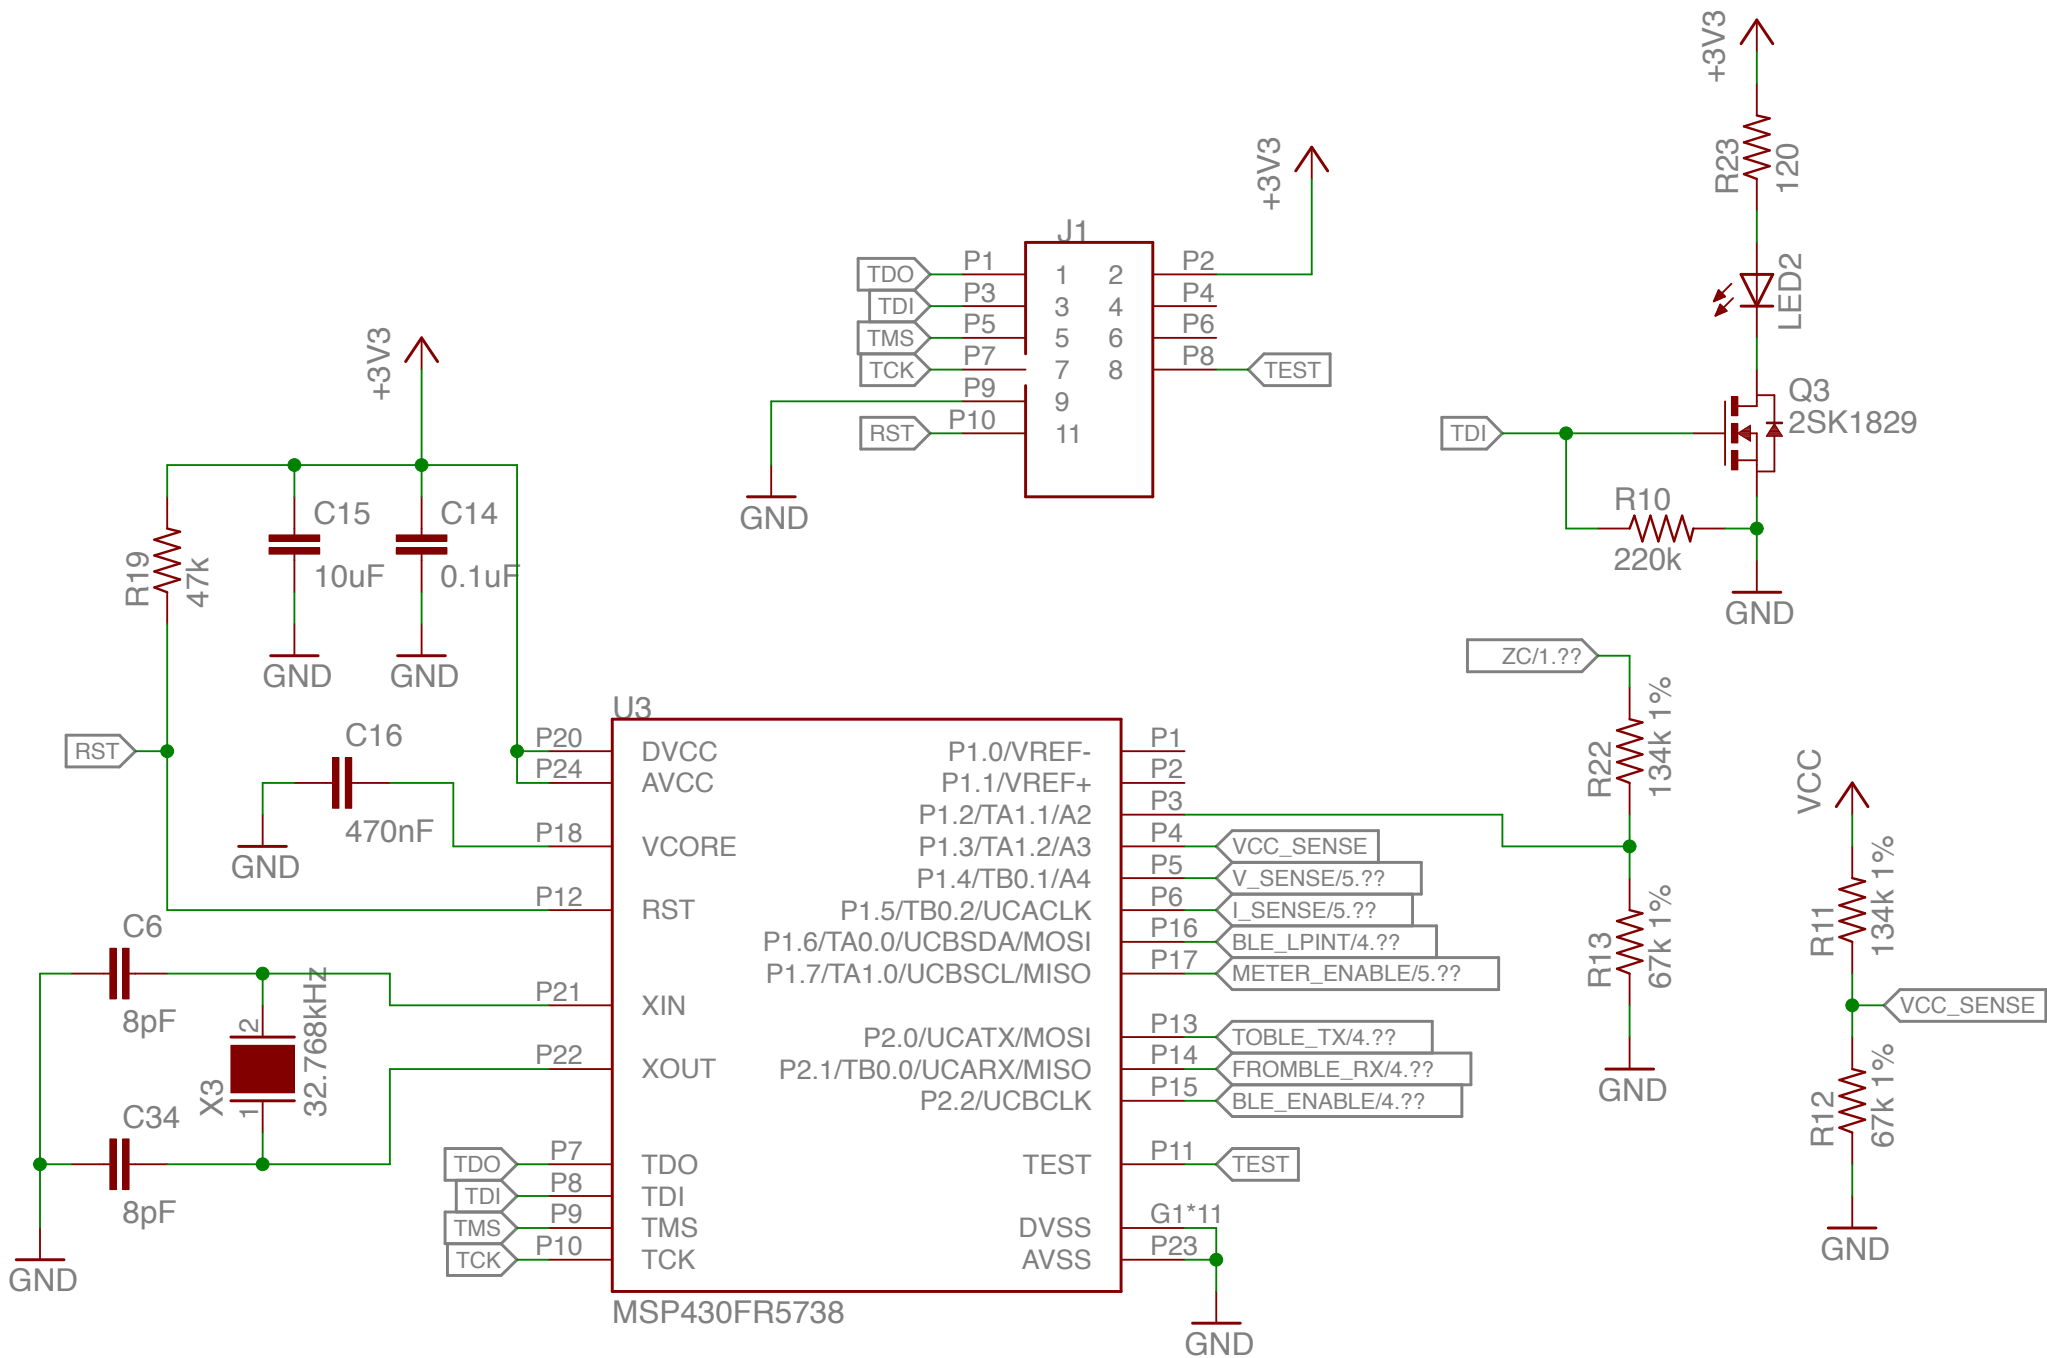 +3V3
R23
120
LED2
Q3
2SK1829
TDI
R10
220k
GND
+3V3
J1
TDO P1 1 2 P2
TDI P3 3 4 P4
TMS P5 5 6 P6
TCK P7 7 8 P8 TEST
P9 9
RST P10 11
GND
+3V3
R19
47k
C15
10uF
C14
0.1uF
GND GND
RST
C16
470nF
GND
C6
8pF
X3
2
1
32.768kHz
C34
8pF
GND
U3
P20 DVCC
P24 AVCC
P18 VCORE
P12 RST
P21 XIN
P22 XOUT
TDO P7 TDO
TDI P8 TDI
TMS P9 TMS
TCK P10 TCK
P1.0/VREF- P1
P1.1/VREF+ P2
P1.2/TA1.1/A2 P3
P1.3/TA1.2/A3 P4 VCC_SENSE
P1.4/TB0.1/A4 P5 V_SENSE/5.??
P1.5/TB0.2/UCACLK P6 I_SENSE/5.??
P1.6/TA0.0/UCBSDA/MOSI P16 BLE_LPINT/4.??
P1.7/TA1.0/UCBSCL/MISO P17 METER_ENABLE/5.??
P2.0/UCATX/MOSI P13 TOBLE_TX/4.??
P2.1/TB0.0/UCARX/MISO P14 FROMBLE_RX/4.??
P2.2/UCBCLK P15 BLE_ENABLE/4.??
TEST P11 TEST
DVSS G1*11
AVSS P23
MSP430FR5738
GND
ZC/1.??
R22
134k 1%
R13
67k 1%
GND
VCC
R11
134k 1%
VCC_SENSE
R12
67k 1%
GND